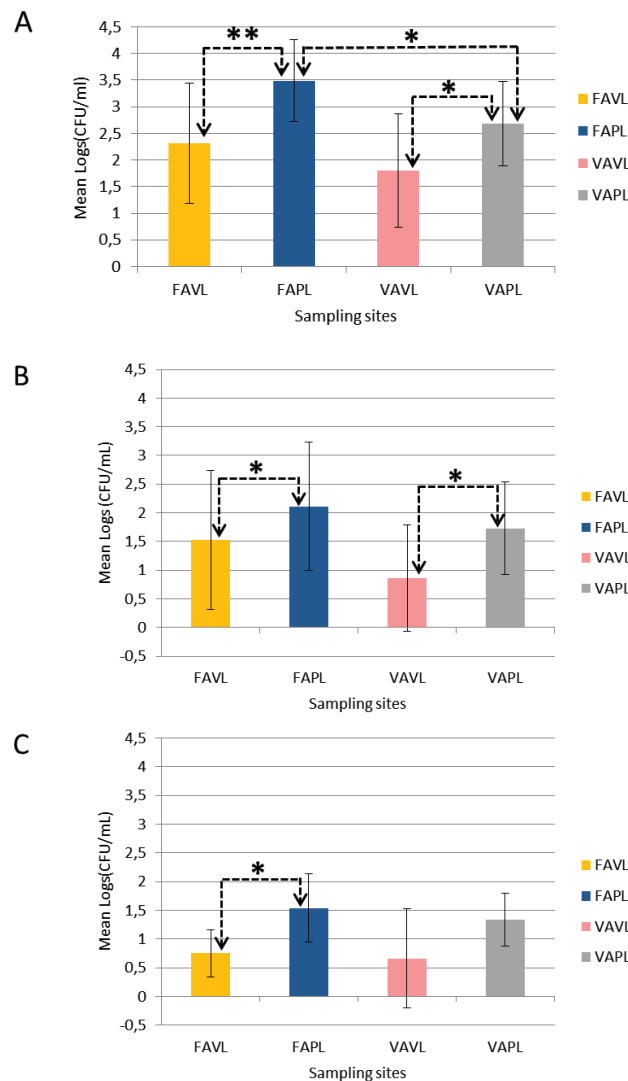 A
Mean Logs(CFU/ml)
4,5
4
3,5
3
2,5
2
1,5
1
0,5
0
** * *
FAVL FAPL VAVL VAPL
Sampling sites
FAVL
FAPL
VAVL
VAPL
B
Mean Logs (CFU/mL)
4,5
4
3,5
3
2,5
2
1,5
1
0,5
0
-0,5
* *
FAVL FAPL VAVL VAPL
Sampling sites
FAVL
FAPL
VAVL
VAPL
C
Mean Logs(CFU/mL)
4,5
4
3,5
3
2,5
2
1,5
1
0,5
0
-0,5
*
FAVL FAPL VAVL VAPL
Sampling sites
FAVL
FAPL
VAVL
VAPL